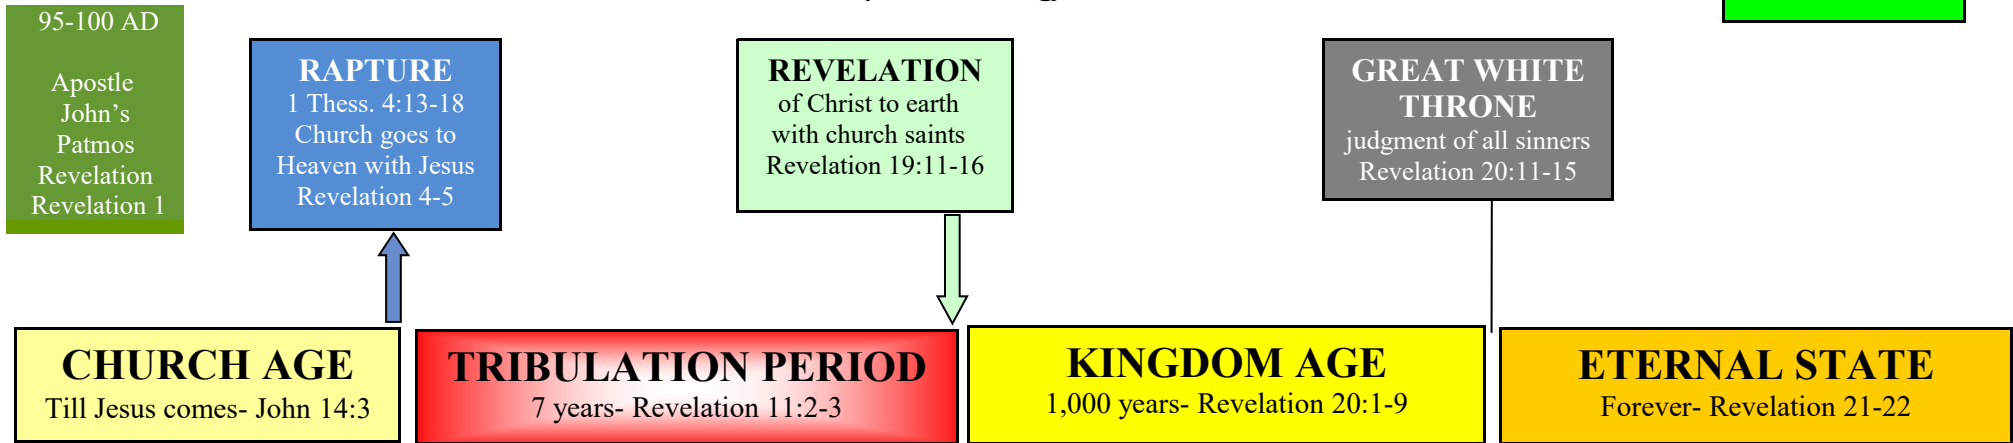 95-100 AD
Apostle
John's
Patmos
Revelation
Revelation 1
RAPTURE
1 Thess. 4:13-18
Church goes to
Heaven with Jesus
Revelation 4-5
REVELATION
of Christ to earth
with church saints
Revelation 19:11-16
GREAT WHITE
THRONE
judgment of all sinners
Revelation 20:11-15
CHURCH AGE
Till Jesus comes- John 14:3
TRIBULATION PERIOD
7 years- Revelation 11:2-3
KINGDOM AGE
1,000 years- Revelation 20:1-9
ETERNAL STATE
Forever- Revelation 21-22